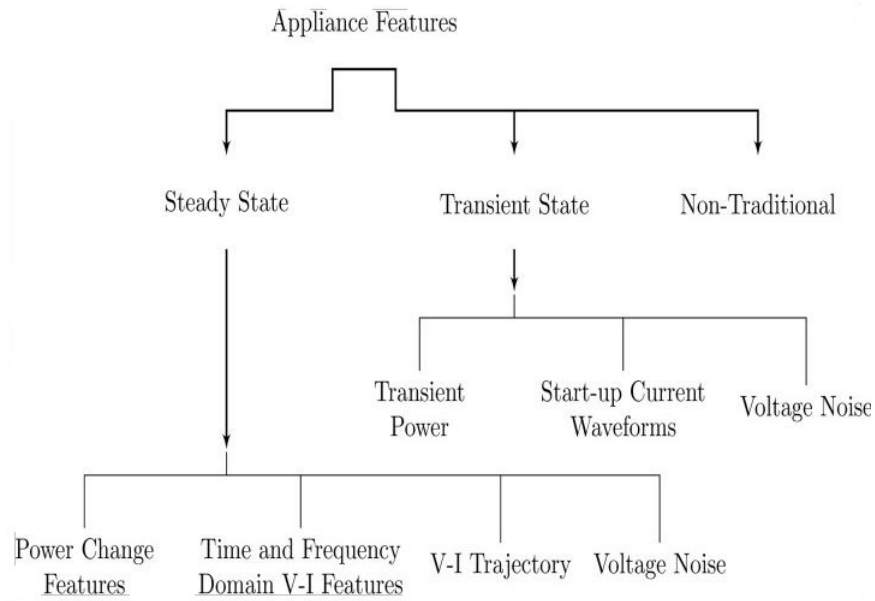 Appliance Features
Steady State
Transient State
Non-Traditional
Transient
Power
Start-up Current
Waveforms
Voltage Noise
Power Change
Features
Time and Frequency
Domain V-I Features
V-I Trajectory
Voltage Noise